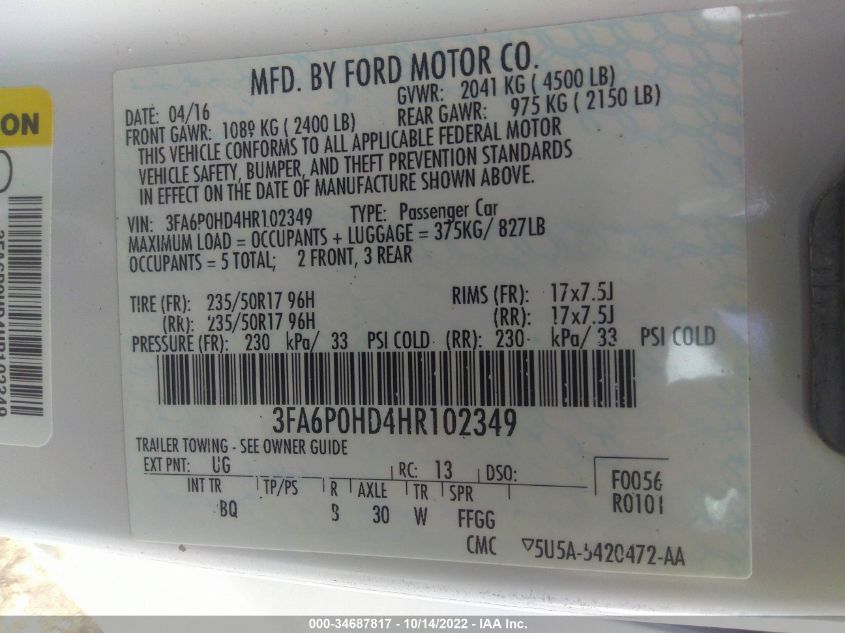 MFD. BY FORD MOTOR CO.
DATE: 04/16 GVWR: 2041 KG ( 4500 LB)
FRONT GAWR: 1089 KG ( 2400 LB) REAR GAWR: 975 KG ( 2150 LB)
THIS VEHICLE CONFORMS TO ALL APPLICABLE FEDERAL MOTOR
VEHICLE SAFETY, BUMPER, AND THEFT PREVENTION STANDARDS
IN EFFECT ON THE DATE OF MANUFACTURE SHOWN ABOVE.
VIN: 3FA6P0HD4HR102349 TYPE: Passenger Car
MAXIMUM LOAD = OCCUPANTS + LUGGAGE = 375KG/ 827LB
OCCUPANTS = 5 TOTAL; 2 FRONT, 3 REAR
TIRE (FR): 235/50R17 96H RIMS (FR): 17x7.5J
(RR): 235/50R17 96H (RR): 17x7.5J
PRESSURE (FR): 230 kPa/ 33 PSI COLD (RR): 230 kPa/ 33 PSI COLD
3FA6P0HD4HR102349
TRAILER TOWING - SEE OWNER GUIDE
EXT PNT: UG RC: 13 DSO:
INT TR TP/PS R AXLE TR SPR
BQ 30 W FFGG
F0056
R0101
CMC ▽5U5A-5420472-AA
ION
3FA6P0HD4HR102349
000-34687817 - 10/14/2022 - IAA Inc.